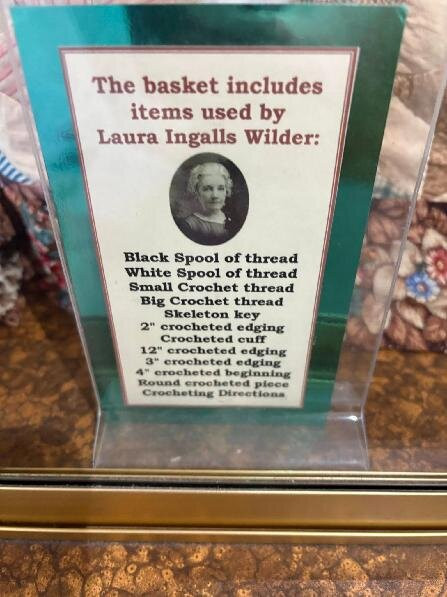 The basket includes
items used by
Laura Ingalls Wilder:
Black Spool of thread
White Spool of thread
Small Crochet thread
Big Crochet thread
Skeleton key
2" crocheted edging
Crocheted cuff
12" crocheted edging
3" crocheted edging
4" crocheted beginning
Round crocheted piece
Crocheting Directions